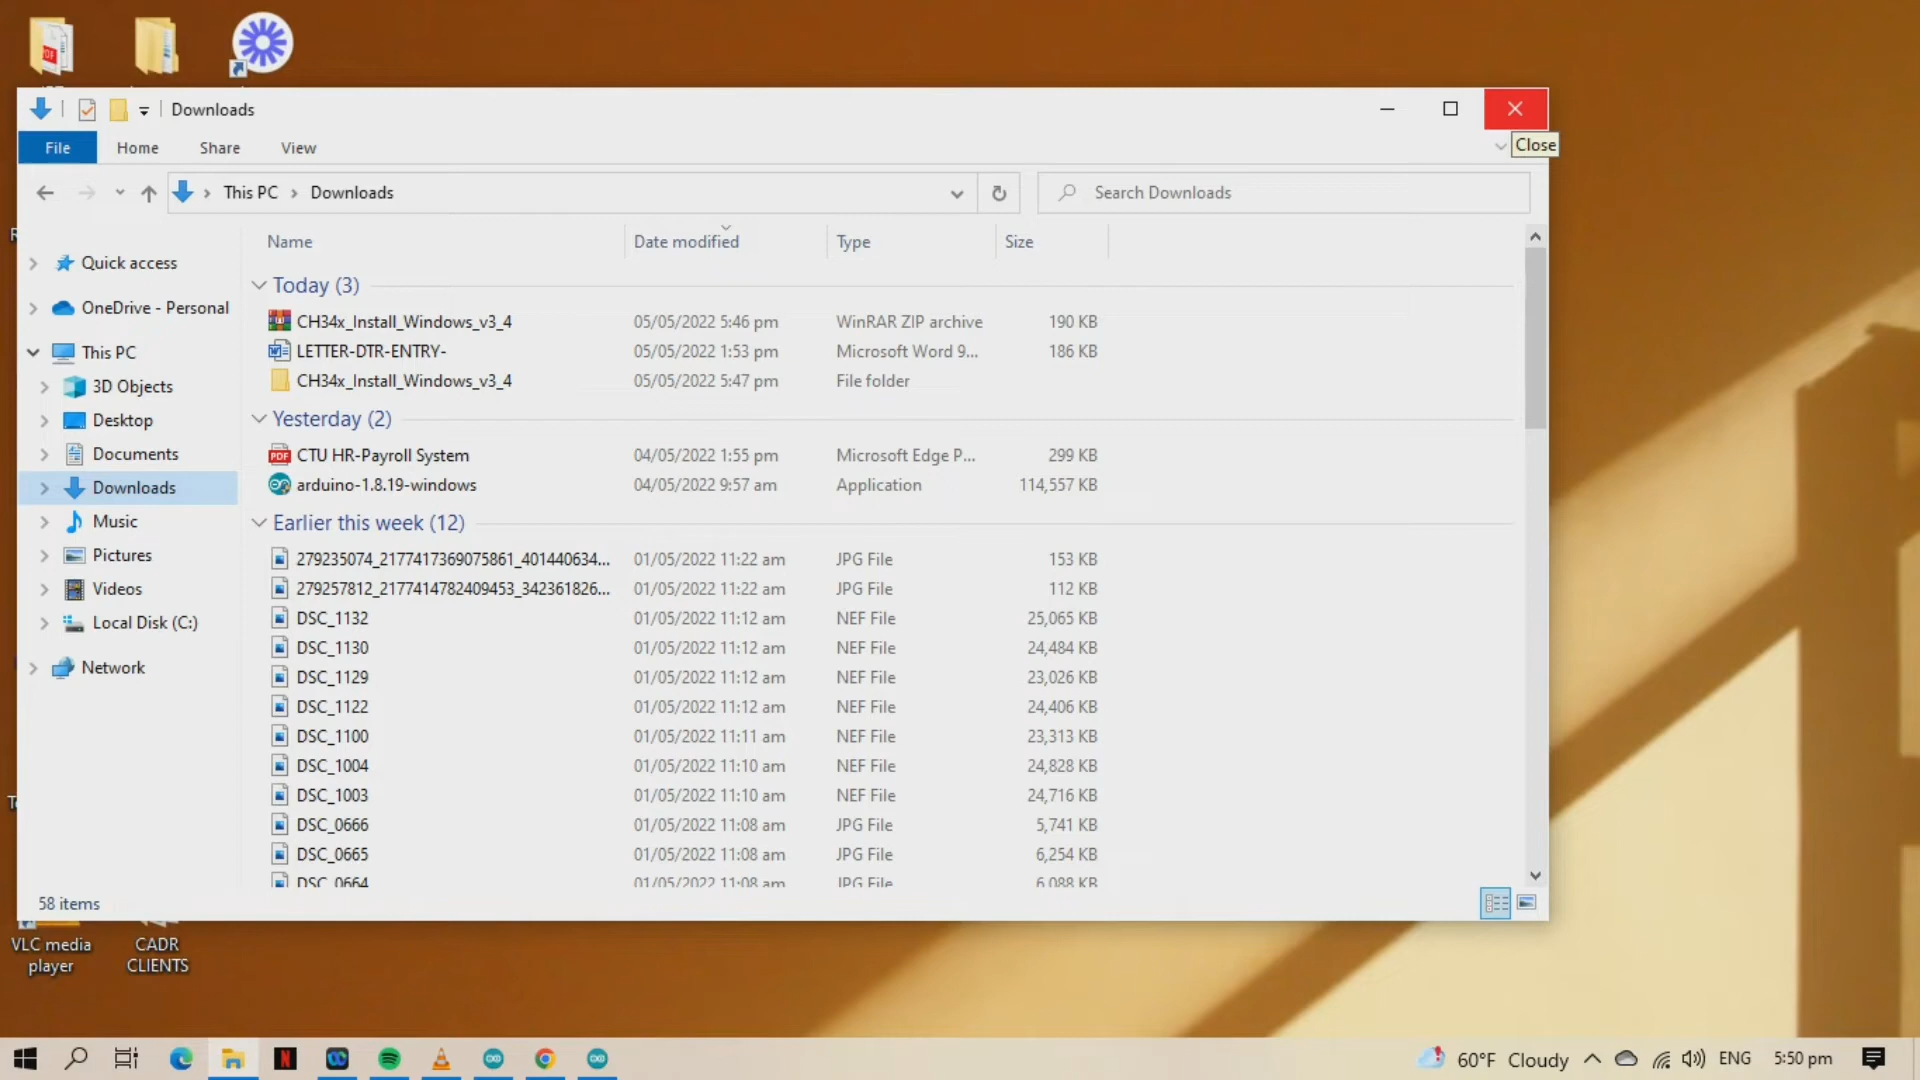 Downloads
Close
File Home Share View
This PC Downloads
Search Downloads
Name Date modified Type Size
Quick access
OneDrive - Personal
This PC
3D Objects
Desktop
Documents
Downloads
Music
Pictures
Videos
Local Disk (C:)
Network
Today (3)
CH34x_Install_Windows_v3_4 05/05/2022 5:46 pm WinRAR ZIP archive 190 KB
LETTER-DTR-ENTRY- 05/05/2022 1:53 pm Microsoft Word 9... 186 KB
CH34x_Install_Windows_v3_4 05/05/2022 5:47 pm File folder
Yesterday (2)
PDF CTU HR-Payroll System 04/05/2022 1:55 pm Microsoft Edge P... 299 KB
arduino-1.8.19-windows 04/05/2022 9:57 am Application 114,557 KB
Earlier this week (12)
279235074_2177417369075861_401440634... 01/05/2022 11:22 am JPG File 153 KB
279257812_2177414782409453_342361826... 01/05/2022 11:22 am JPG File 112 KB
DSC_1132 01/05/2022 11:12 am NEF File 25,065 KB
DSC_1130 01/05/2022 11:12 am NEF File 24,484 KB
DSC_1129 01/05/2022 11:12 am NEF File 23,026 KB
DSC_1122 01/05/2022 11:12 am NEF File 24,406 KB
DSC_1100 01/05/2022 11:11 am NEF File 23,313 KB
DSC_1004 01/05/2022 11:10 am NEF File 24,828 KB
DSC_1003 01/05/2022 11:10 am NEF File 24,716 KB
DSC_0666 01/05/2022 11:08 am JPG File 5,741 KB
DSC_0665 01/05/2022 11:08 am JPG File 6,254 KB
DSC_0664 01/05/2022 11:08 am JPG File 6,088 KB
58 items
VLC media
player
CADR
CLIENTS
60°F Cloudy ENG 5:50 pm